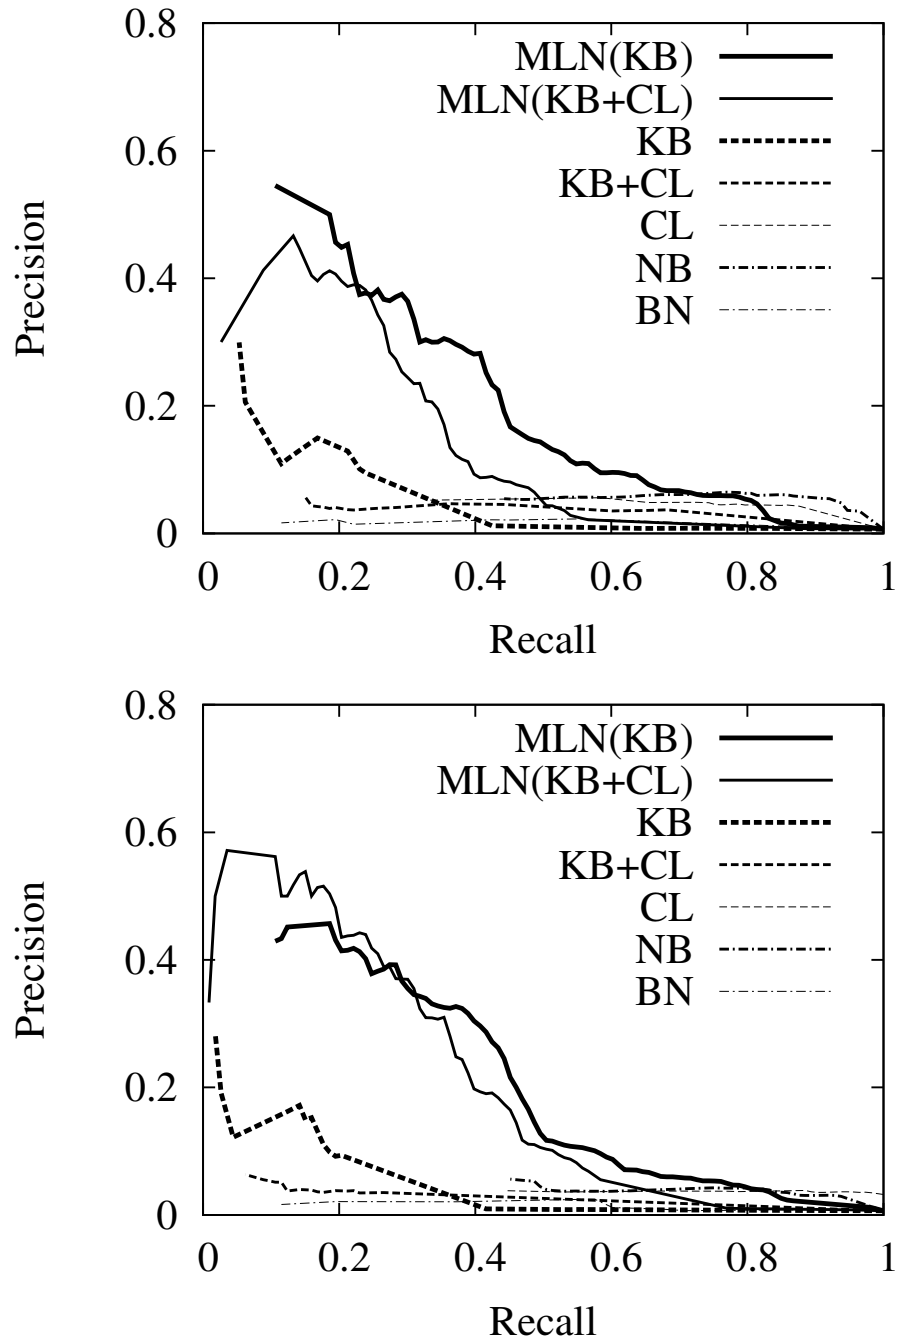 0.8
MLN(KB)
MLN(KB+CL)
0.6
KB
KB+CL
CL
0.4
NB
BN
0.2
0
Precision
0 0.2 0.4 0.6 0.8 1
Recall
0.8
MLN(KB)
MLN(KB+CL)
0.6
KB
KB+CL
CL
0.4
NB
BN
0.2
0
Precision
0 0.2 0.4 0.6 0.8 1
Recall